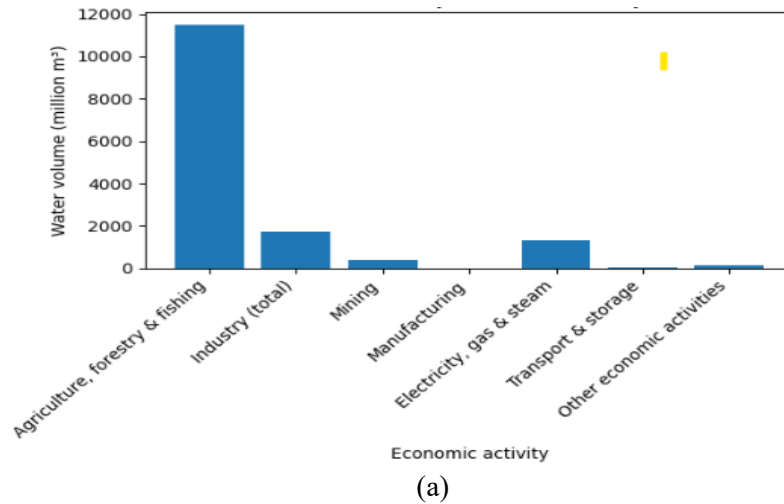 12000
10000
8000
6000
4000
2000
0
Water volume (million m³)
Agriculture, forestry & fishing
Industry (total)
Mining
Manufacturing
Electricity, gas & steam
Transport & storage
Other economic activities
Economic activity
(a)